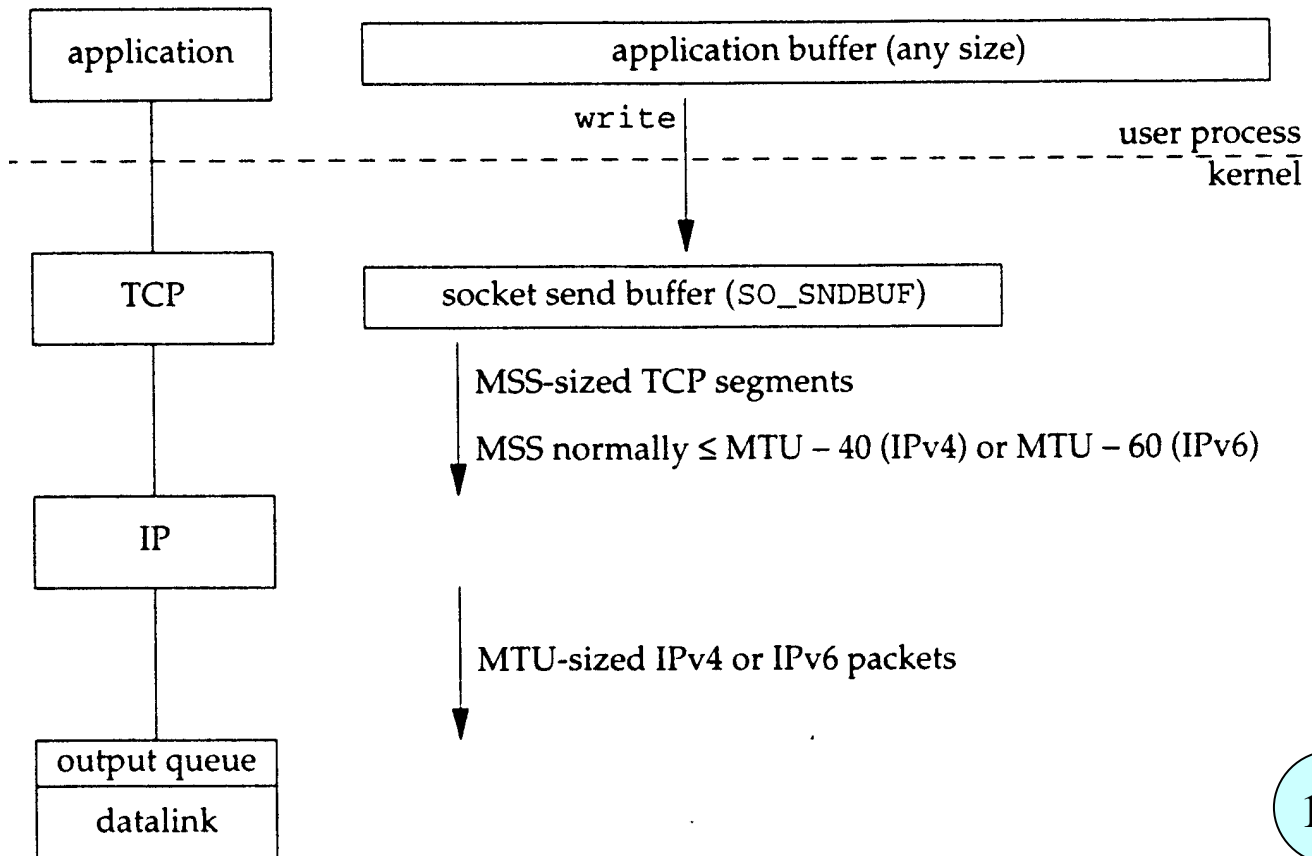 application
application buffer (any size)
write
user process
kernel
TCP
socket send buffer (SO_SNDBUF)
MSS-sized TCP segments
MSS normally ≤ MTU – 40 (IPv4) or MTU – 60 (IPv6)
IP
MTU-sized IPv4 or IPv6 packets
output queue
datalink